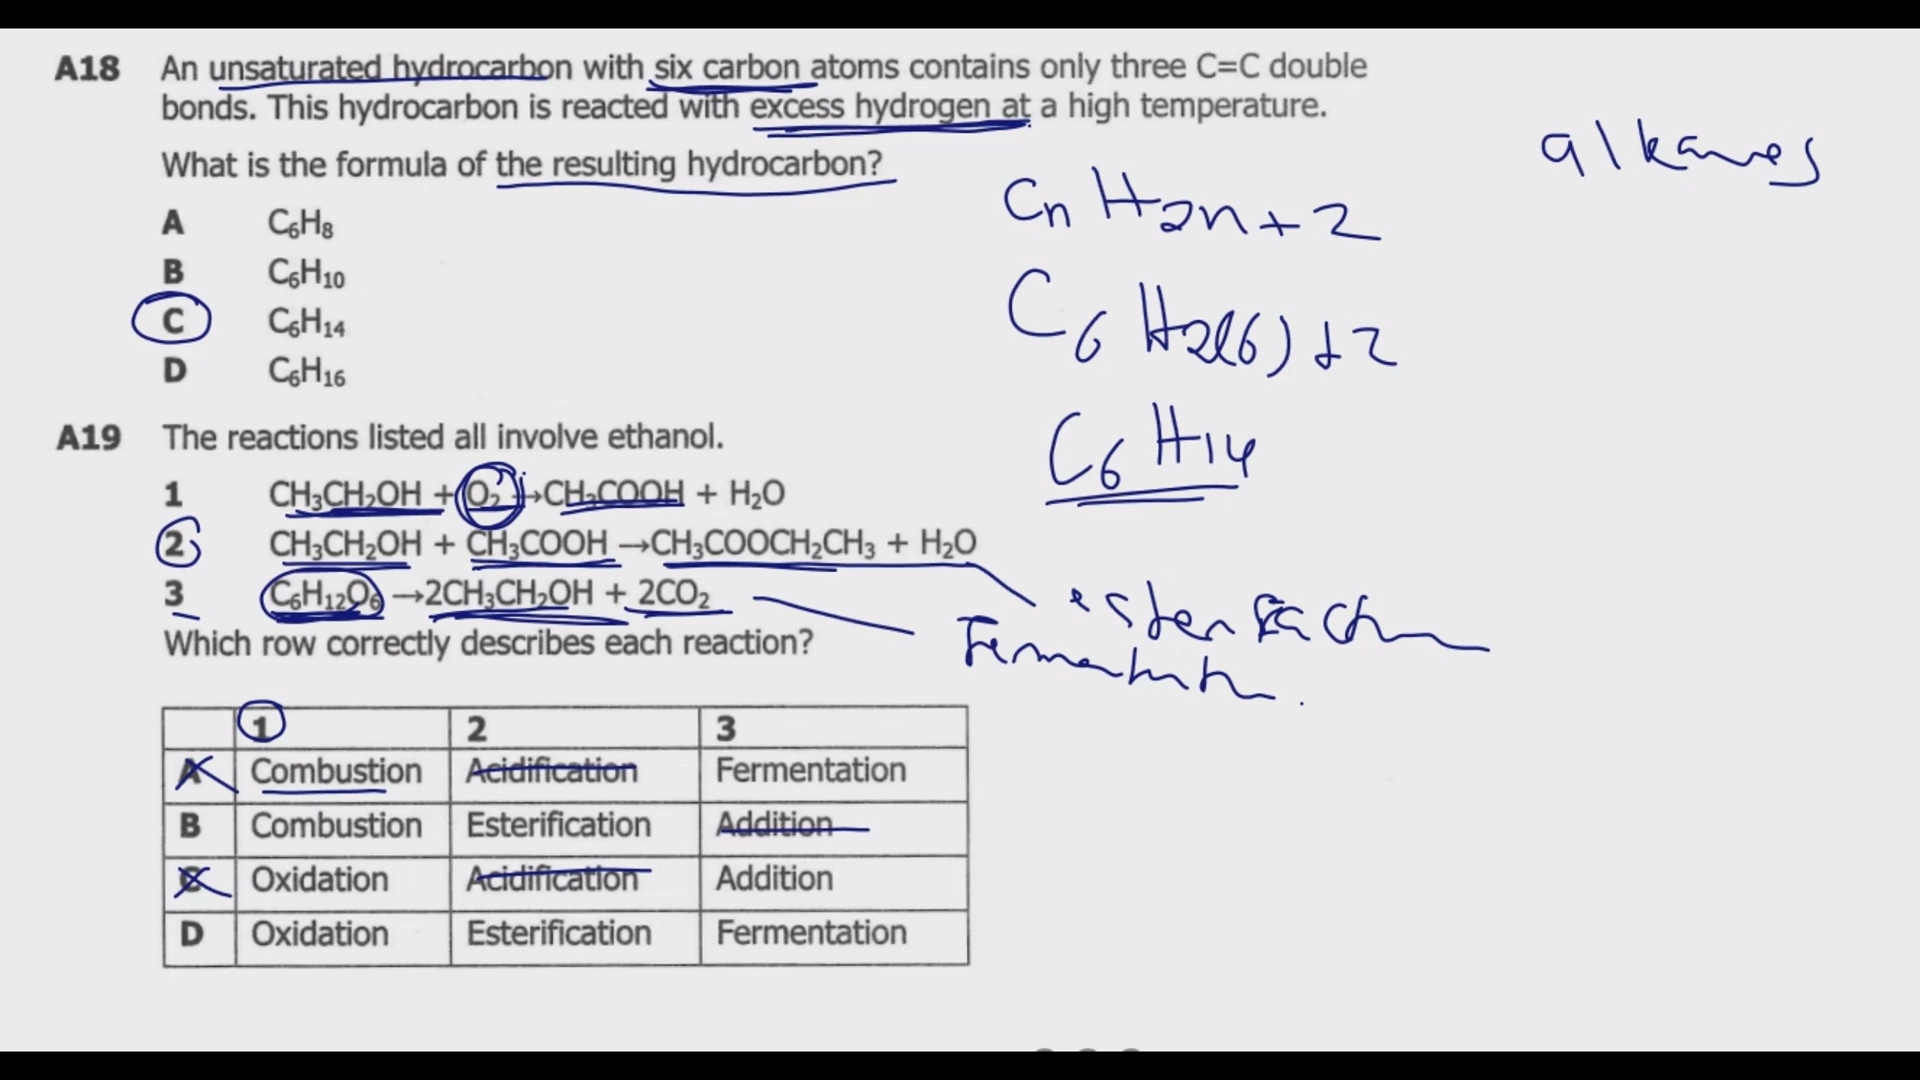 A18 An unsaturated hydrocarbon with six carbon atoms contains only three C=C double
bonds. This hydrocarbon is reacted with excess hydrogen at a high temperature.
What is the formula of the resulting hydrocarbon?
A C₆H₈
B C₆H₁₀
C C₆H₁₄
D C₆H₁₆
alkanes
CnH2n+2
C6H2(6)+2
C6H14
A19 The reactions listed all involve ethanol.
1 CH₃CH₂OH + O₂ →CH₃COOH + H₂O
2 CH₃CH₂OH + CH₃COOH →CH₃COOCH₂CH₃ + H₂O
3 C₆H₁₂O₆ →2CH₃CH₂OH + 2CO₂
Which row correctly describes each reaction?
1 2 3
A Combustion Acidification Fermentation
B Combustion Esterification Addition
C Oxidation Acidification Addition
D Oxidation Esterification Fermentation